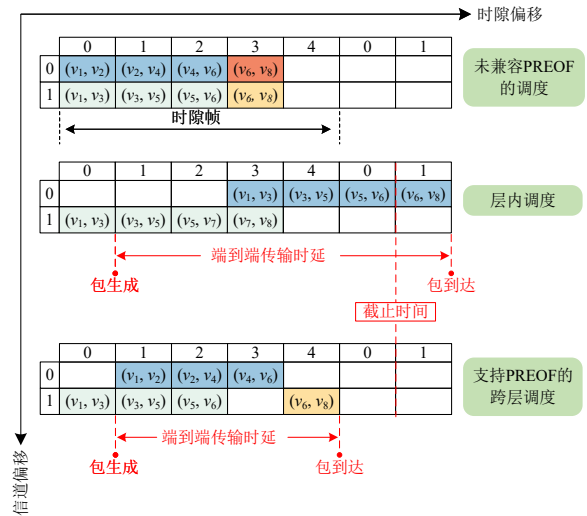 时隙偏移
0 1 2 3 4 0 1
0 (v1, v2) (v2, v4) (v4, v6) (v6, v8)
1 (v1, v3) (v3, v5) (v5, v6) (v6, v8)
未兼容PREOF
的调度
时隙帧
0 1 2 3 4 0 1
0 (v1, v3) (v3, v5) (v5, v6) (v6, v8)
1 (v1, v3) (v3, v5) (v5, v7) (v7, v8)
层内调度
端到端传输时延
包生成 包到达
截止时间
0 1 2 3 4 0 1
0 (v1, v2) (v2, v4) (v4, v6)
1 (v1, v3) (v3, v5) (v5, v6) (v6, v8)
支持PREOF的
跨层调度
端到端传输时延
包生成 包到达
信道偏移